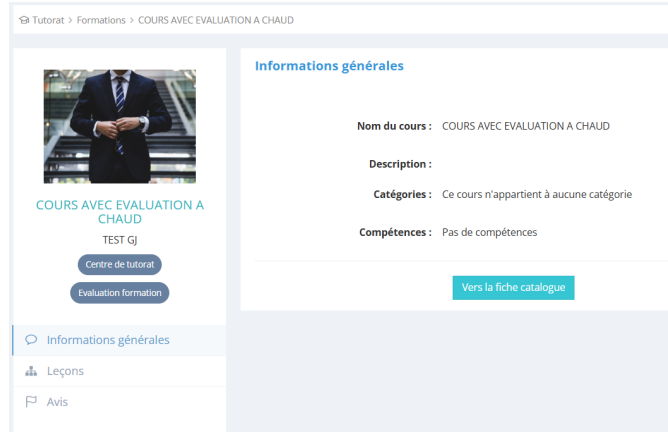 Tutorat > Formations > COURS AVEC EVALUATION A CHAUD
COURS AVEC EVALUATION A
CHAUD
TEST GJ
Centre de tutorat
Evaluation formation
Informations générales
Leçons
Avis
Informations générales
Nom du cours : COURS AVEC EVALUATION A CHAUD
Description :
Catégories : Ce cours n'appartient à aucune catégorie
Compétences : Pas de compétences
Vers la fiche catalogue